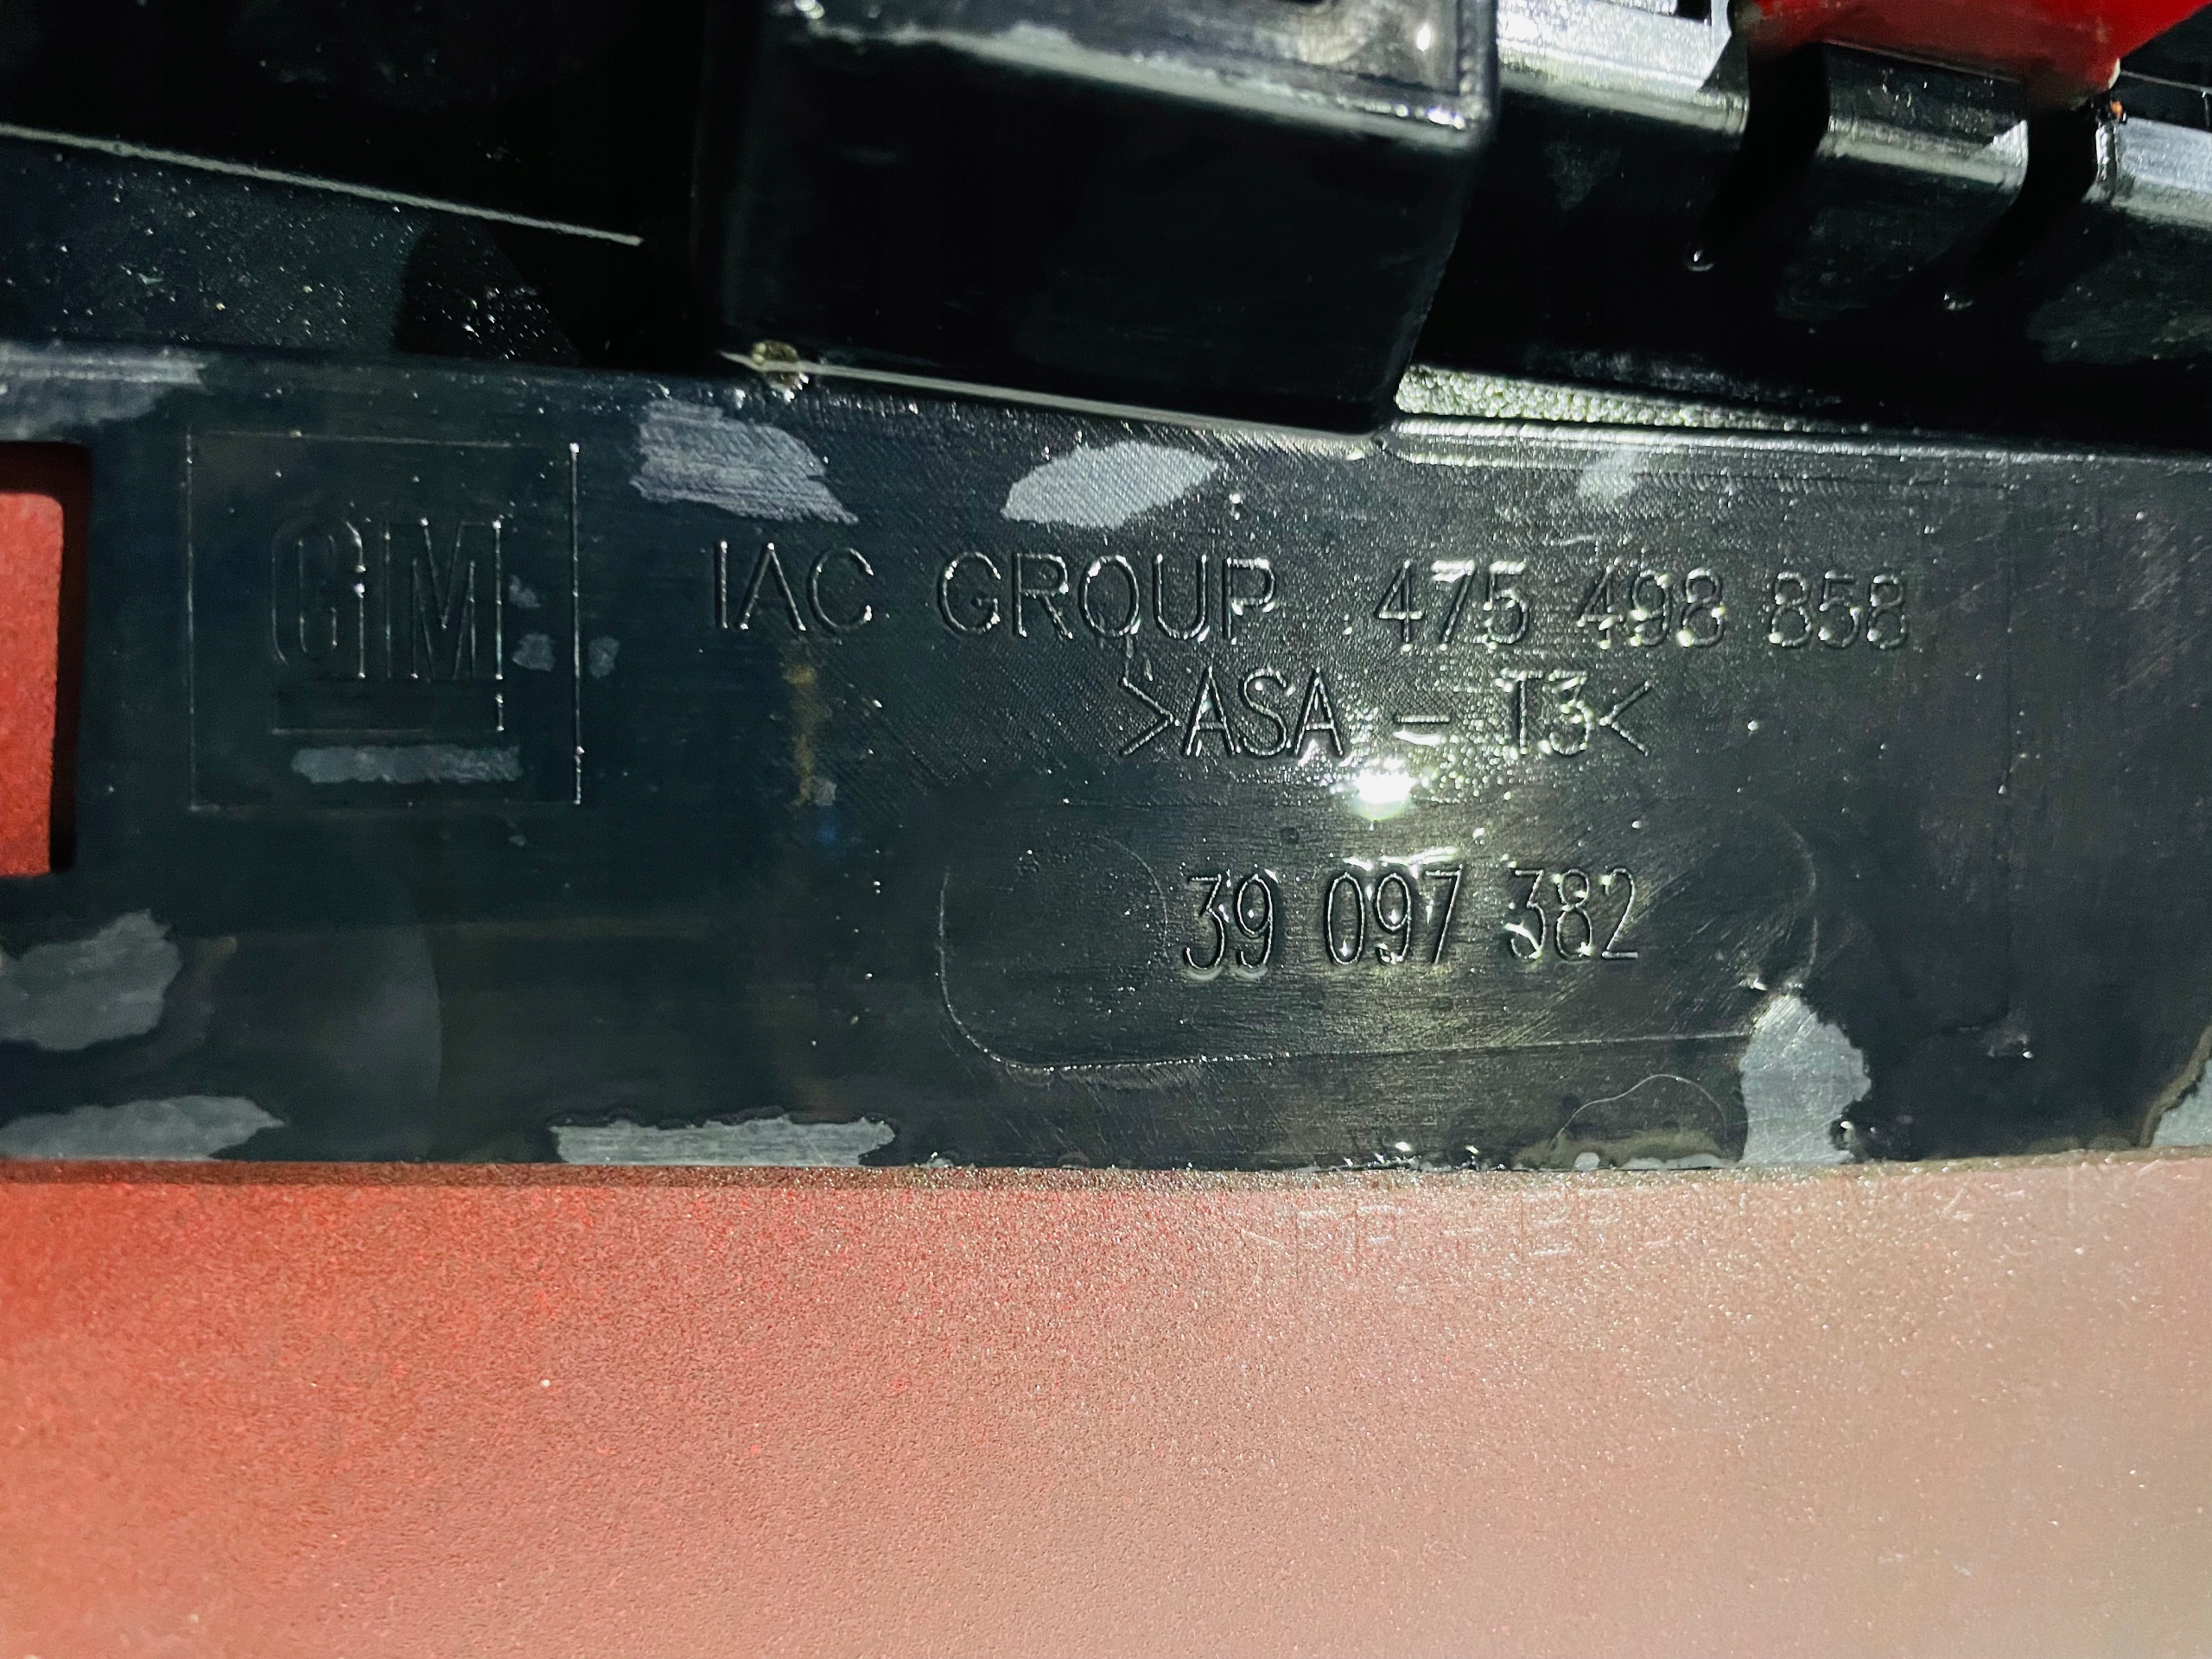 GM
IAC GROUP 475 498 858
>ASA - T3<
39 097 382